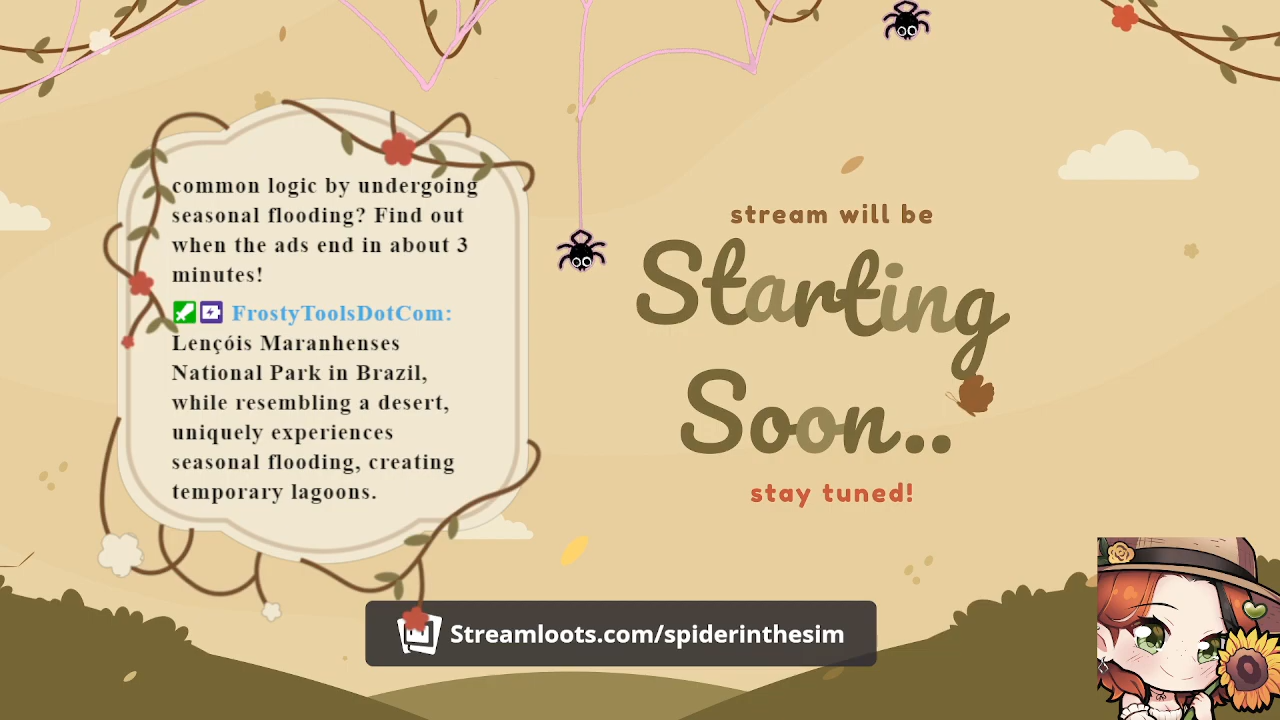 common logic by undergoing
seasonal flooding? Find out
when the ads end in about 3
minutes!
FrostyToolsDotCom:
Lençóis Maranhenses
National Park in Brazil,
while resembling a desert,
uniquely experiences
seasonal flooding, creating
temporary lagoons.
stream will be
Starting
Soon..
stay tuned!
Streamloots.com/spiderinthesim